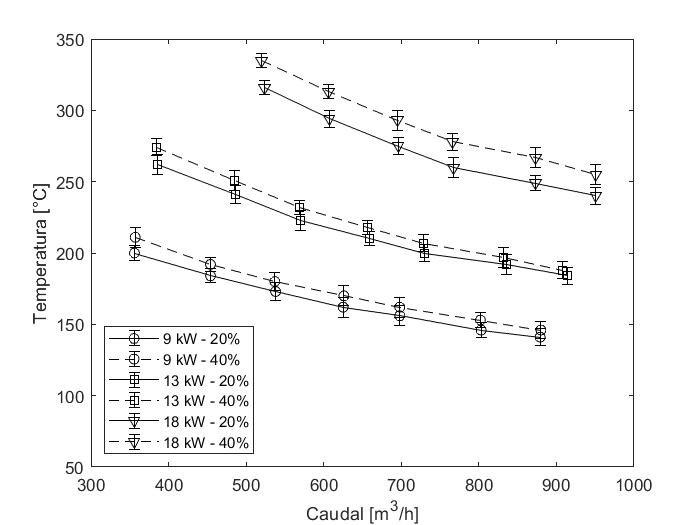 350
300
250
200
150
100
50
Temperatura [°C]
9 kW - 20%
9 kW - 40%
13 kW - 20%
13 kW - 40%
18 kW - 20%
18 kW - 40%
300 400 500 600 700 800 900 1000
Caudal [m³/h]